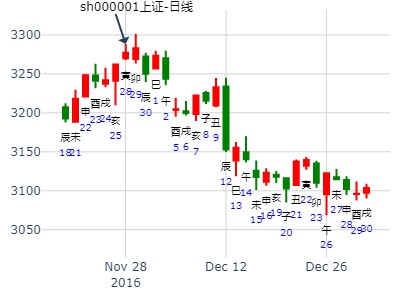 sh000001上证-日线
3300
3250
3200
3150
3100
3050
辰 18
未 21
申 22
酉 23
戌 24
亥 25
寅 28
卯 29
辰 30
巳 1
午 2
酉 5
戌 6
亥 7
子 8
丑 9
辰 12
巳 13
午 14
未 15
申 16
亥 19
子 20
丑 21
寅 22
卯 23
午 26
未 27
申 28
酉 29
戌 30
Nov 28
2016
Dec 12
Dec 26